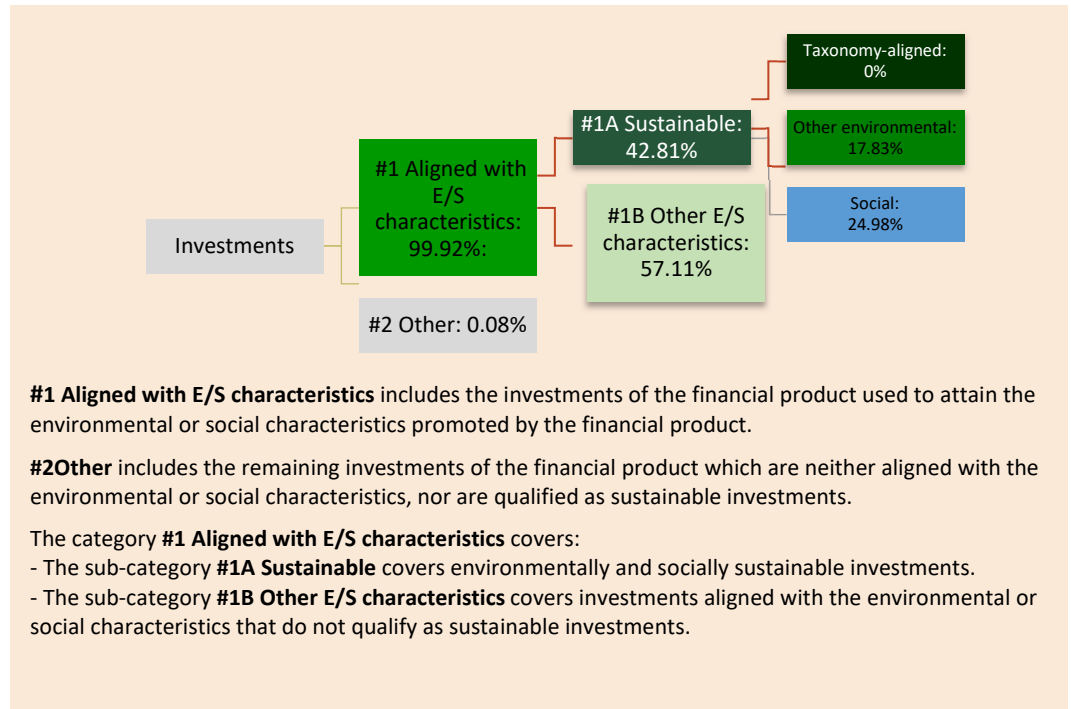 Taxonomy-aligned:
0%
#1A Sustainable:
42.81%
Other environmental:
17.83%
#1 Aligned with
E/S
characteristics:
99.92%:
Social:
24.98%
#1B Other E/S
characteristics:
57.11%
Investments
#2 Other: 0.08%
#1 Aligned with E/S characteristics includes the investments of the financial product used to attain the
environmental or social characteristics promoted by the financial product.
#2Other includes the remaining investments of the financial product which are neither aligned with the
environmental or social characteristics, nor are qualified as sustainable investments.
The category #1 Aligned with E/S characteristics covers:
- The sub-category #1A Sustainable covers environmentally and socially sustainable investments.
- The sub-category #1B Other E/S characteristics covers investments aligned with the environmental or
social characteristics that do not qualify as sustainable investments.